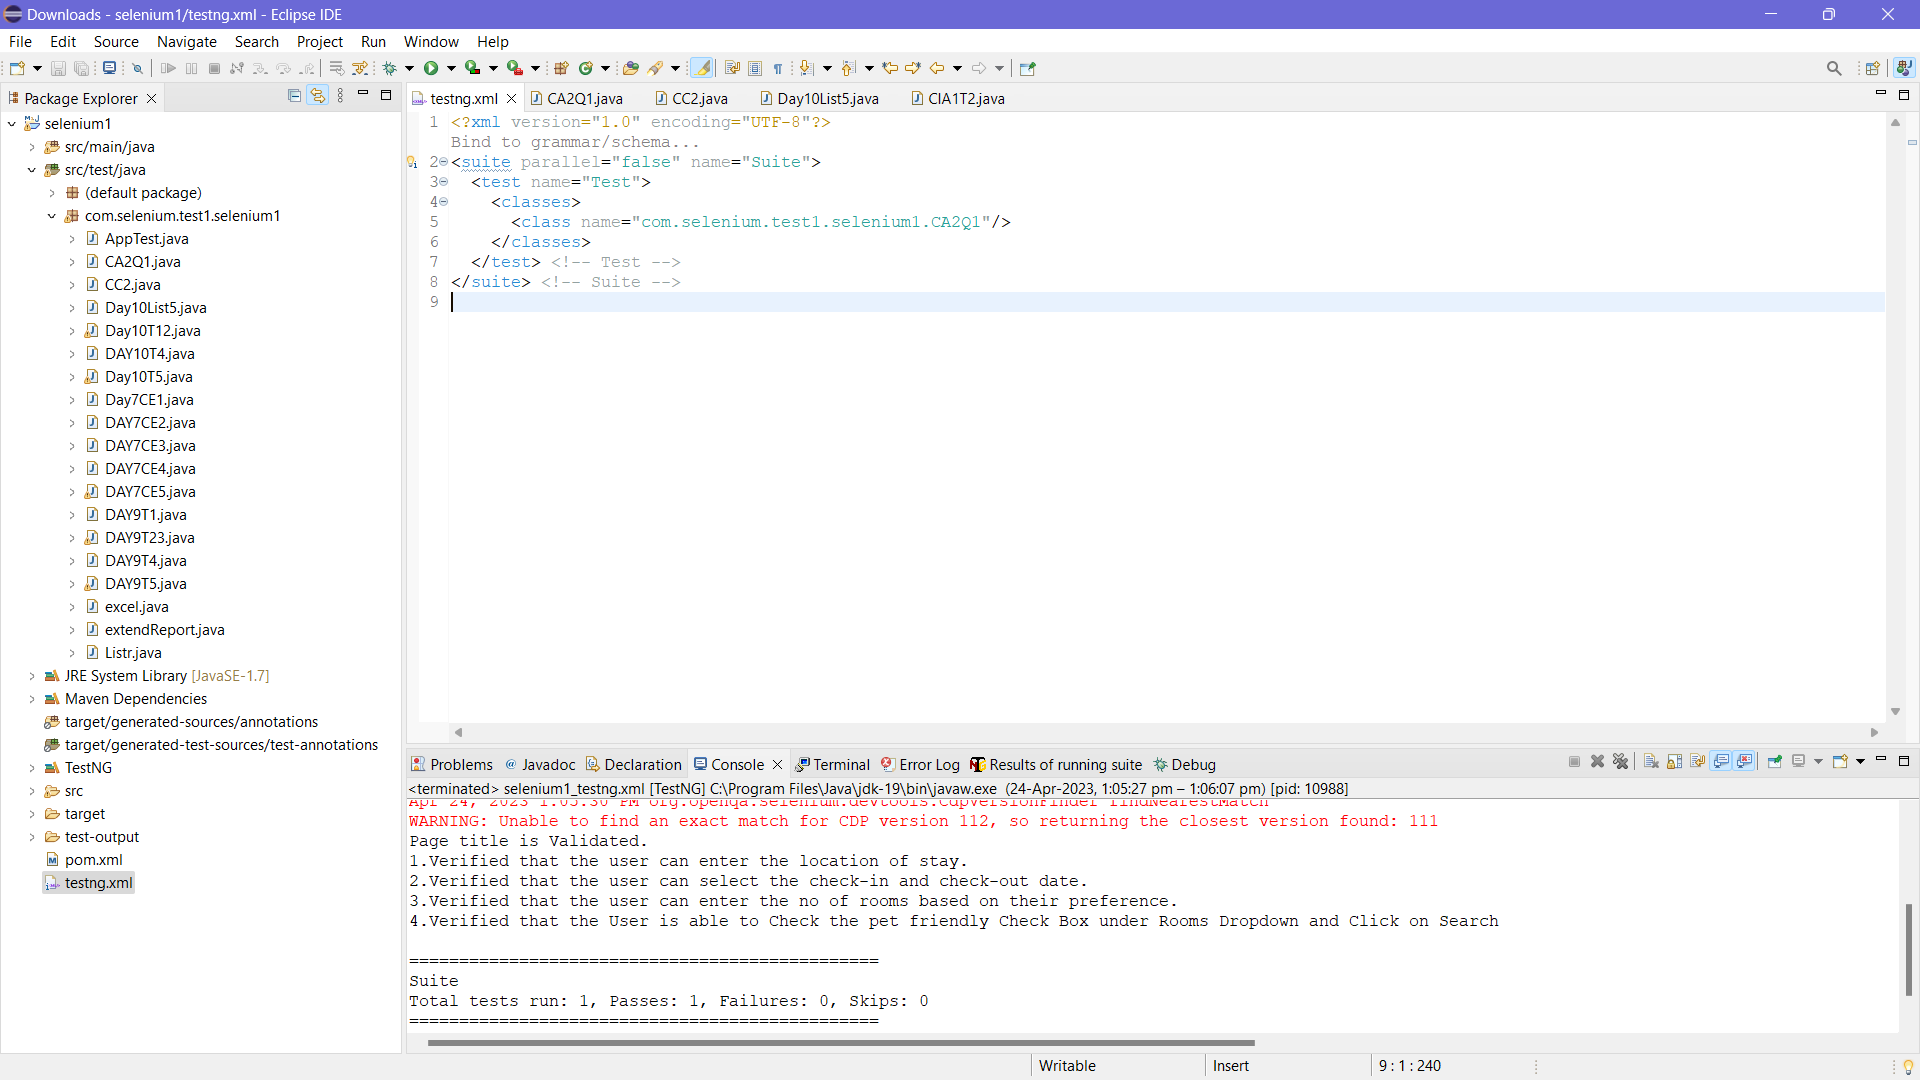 Downloads - selenium1/testng.xml - Eclipse IDE
File Edit Source Navigate Search Project Run Window Help
Package Explorer
selenium1
src/main/java
src/test/java
(default package)
com.selenium.test1.selenium1
AppTest.java
CA2Q1.java
CC2.java
Day10List5.java
Day10T12.java
DAY10T4.java
Day10T5.java
Day7CE1.java
DAY7CE2.java
DAY7CE3.java
DAY7CE4.java
DAY7CE5.java
DAY9T1.java
DAY9T23.java
DAY9T4.java
DAY9T5.java
excel.java
extendReport.java
Listr.java
JRE System Library [JavaSE-1.7]
Maven Dependencies
target/generated-sources/annotations
target/generated-test-sources/test-annotations
TestNG
src
target
test-output
pom.xml
testng.xml
testng.xml CA2Q1.java CC2.java Day10List5.java CIA1T2.java
1 <?xml version="1.0" encoding="UTF-8"?>
Bind to grammar/schema...
2 <suite parallel="false" name="Suite">
3 <test name="Test">
4 <classes>
5 <class name="com.selenium.test1.selenium1.CA2Q1"/>
6 </classes>
7 </test> <!-- Test -->
8 </suite> <!-- Suite -->
9
Problems Javadoc Declaration Console Terminal Error Log Results of running suite Debug
<terminated> selenium1_testng.xml [TestNG] C:\Program Files\Java\jdk-19\bin\javaw.exe (24-Apr-2023, 1:05:27 pm – 1:06:07 pm) [pid: 10988]
Apr 24, 2023 1:05:30 PM org.openqa.selenium.devtools.CdpVersionFinder findNearestMatch
WARNING: Unable to find an exact match for CDP version 112, so returning the closest version found: 111
Page title is Validated.
1.Verified that the user can enter the location of stay.
2.Verified that the user can select the check-in and check-out date.
3.Verified that the user can enter the no of rooms based on their preference.
4.Verified that the User is able to Check the pet friendly Check Box under Rooms Dropdown and Click on Search
===============================================
Suite
Total tests run: 1, Passes: 1, Failures: 0, Skips: 0
===============================================
Writable Insert 9 : 1 : 240